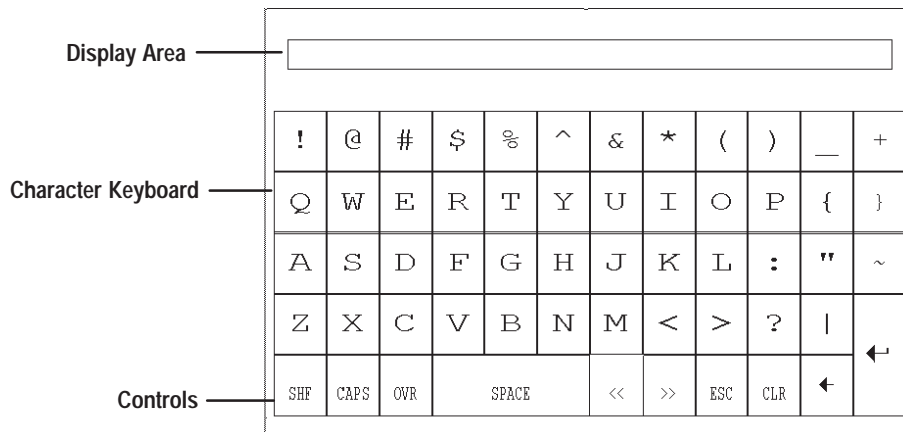 Display Area
! @ # $ % ^ & * ( ) _ +
Character Keyboard
Q W E R T Y U I O P { }
A S D F G H J K L : " ~
Z X C V B N M < > ? |
Controls
SHF CAPS OVR SPACE << >> ESC CLR